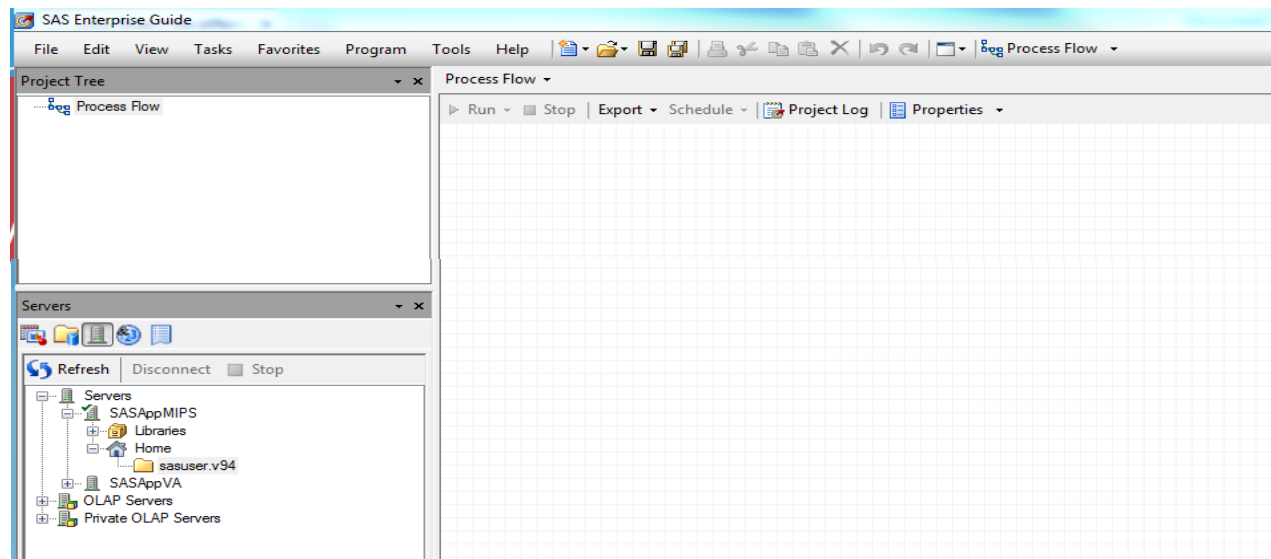 SAS Enterprise Guide
File Edit View Tasks Favorites Program Tools Help Process Flow
Project Tree
Process Flow
Process Flow
Run Stop Export Schedule Project Log Properties
Servers
Refresh Disconnect Stop
Servers
SASAppMIPS
Libraries
Home
sasuser.v94
SASAppVA
OLAP Servers
Private OLAP Servers